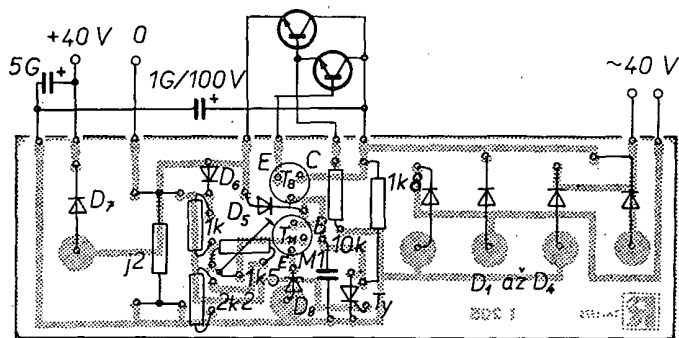 +40 V
0
5G
+
1G/100V
+
~40 V
E
C
D₆
T₈
D₇
D₅
1k8
1k
B
T₇₁
10k
j2
E
M1
1k5
2k2
D₈
Ty
D₁ až D₄